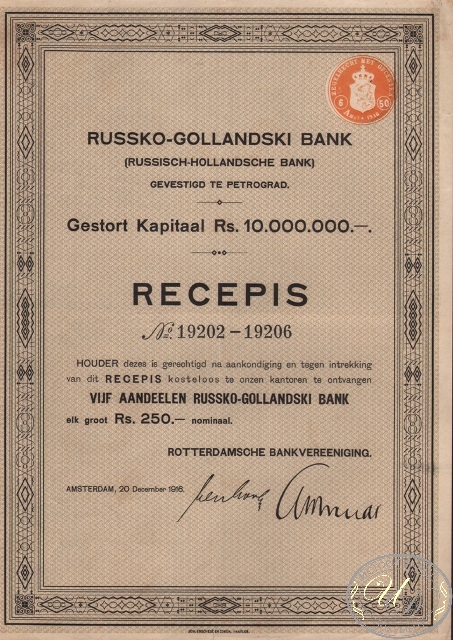 RUSSKO-GOLLANDSKI BANK
(RUSSISCH-HOLLANDSCHE BANK)
GEVESTIGD TE PETROGRAD.
Gestort Kapitaal Rs. 10.000.000.—.
RECEPIS
No. 19202 – 19206
HOUDER dezes is gerechtigd na aankondiging en tegen intrekking
van dit RECEPIS kosteloos te onzen kantoren te ontvangen
VIJF AANDEELEN RUSSKO-GOLLANDSKI BANK
elk groot Rs. 250.— nominaal.
ROTTERDAMSCHE BANKVEREENIGING.
AMSTERDAM, 20 December 1916.
6 50